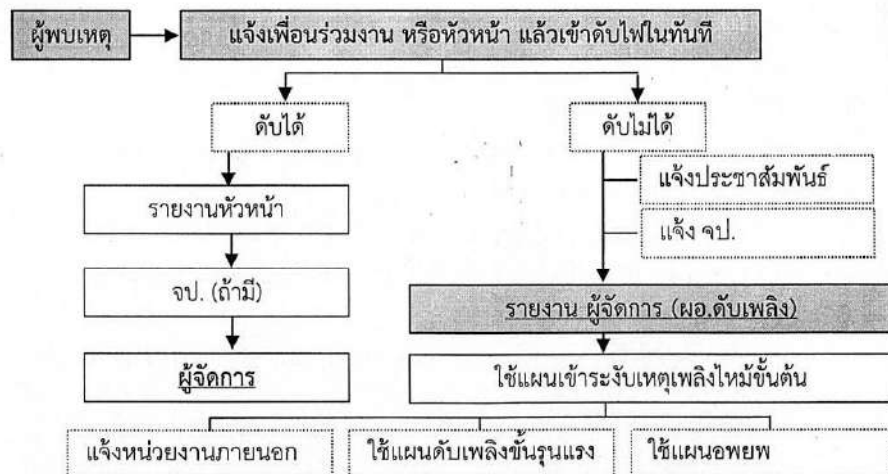 ผู้พบเหตุ
แจ้งเพื่อนร่วมงาน หรือหัวหน้า แล้วเข้าดับไฟในทันที
ดับได้
ดับไม่ได้
แจ้งประชาสัมพันธ์
รายงานหัวหน้า
แจ้ง จป.
จป. (ถ้ามี)
รายงาน ผู้จัดการ (ผอ.ดับเพลิง)
ผู้จัดการ
ใช้แผนเข้าระงับเหตุเพลิงไหม้ขั้นต้น
แจ้งหน่วยงานภายนอก
ใช้แผนดับเพลิงขั้นรุนแรง
ใช้แผนอพยพ